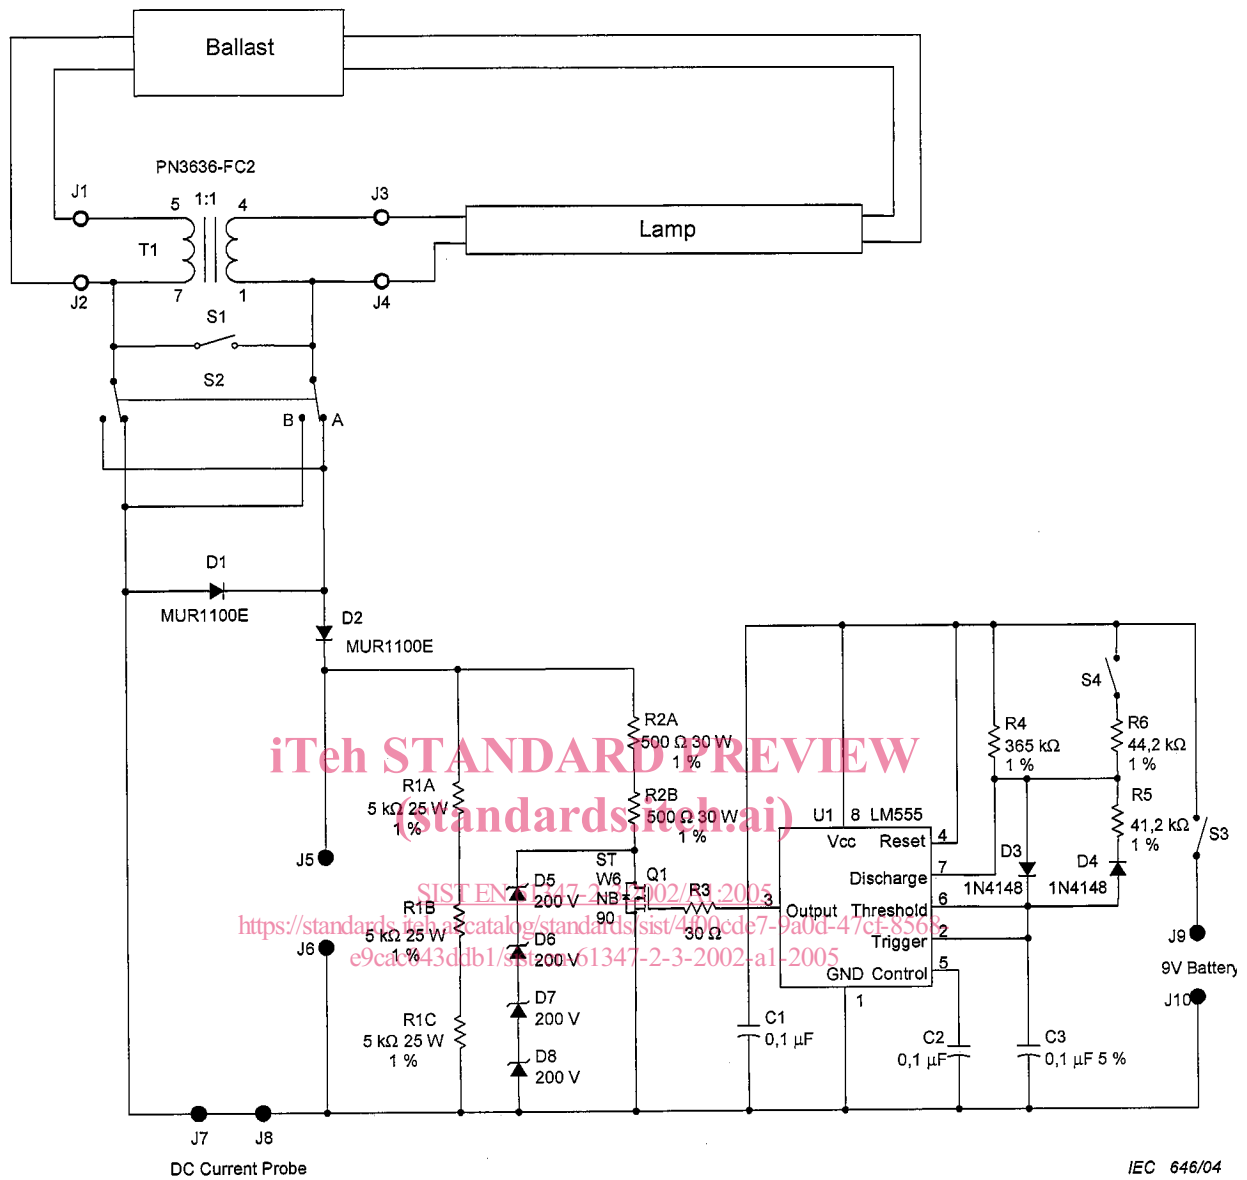 Ballast
PN3636-FC2
1:1
J1
5
4
J3
T1
Lamp
J2
7
1
J4
S1
S2
B
A
D1
MUR1100E
D2
MUR1100E
S4
R2A
500 Ω 30 W
1 %
R4
365 kΩ
1 %
R6
44,2 kΩ
1 %
iTeh STANDARD PREVIEW
(standards.iteh.ai)
R1A
5 kΩ 25 W
1 %
R2B
500 Ω 30 W
1 %
R5
41,2 kΩ
1 %
S3
U1
8
LM555
Vcc
Reset
4
J5
ST
W6
NB
90
Q1
D5
200 V
R3
30 Ω
3
Output
Discharge
7
Threshold
6
Trigger
2
GND
Control
5
1
D3
1N4148
D4
1N4148
SIST EN 61347-2-3:2002/A1:2005
https://standards.iteh.ai/catalog/standards/sist/4f00cde7-9a0d-47cf-8568-
e9cac643ddb1/sist-en-61347-2-3-2002-a1-2005
R1B
5 kΩ 25 W
1 %
J6
D6
200 V
J9
9V Battery
J10
D7
200 V
R1C
5 kΩ 25 W
1 %
D8
200 V
C1
0,1 µF
C2
0,1 µF
C3
0,1 µF 5 %
J7
J8
DC Current Probe
IEC 646/04